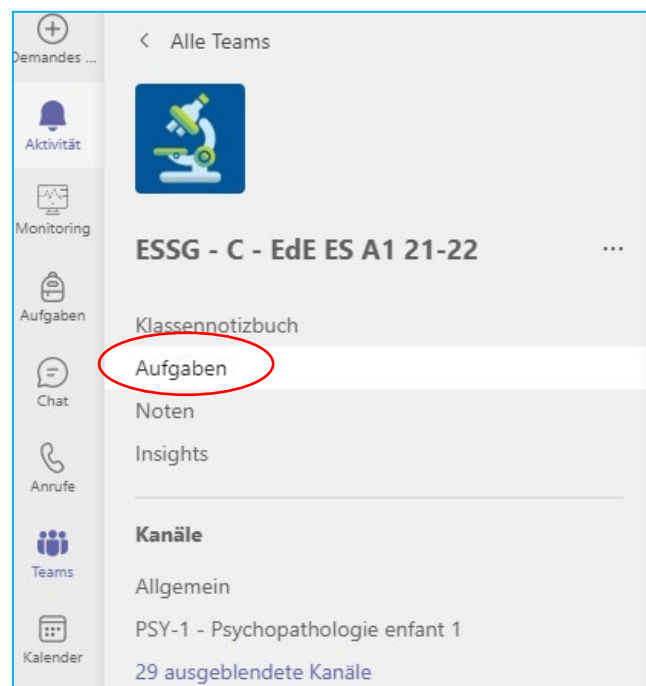 Demandes ...
Aktivität
Monitoring
Aufgaben
Chat
Anrufe
Teams
Kalender
Alle Teams
ESSG - C - EdE ES A1 21-22
...
Klassennotizbuch
Aufgaben
Noten
Insights
Kanäle
Allgemein
PSY-1 - Psychopathologie enfant 1
29 ausgeblendete Kanäle